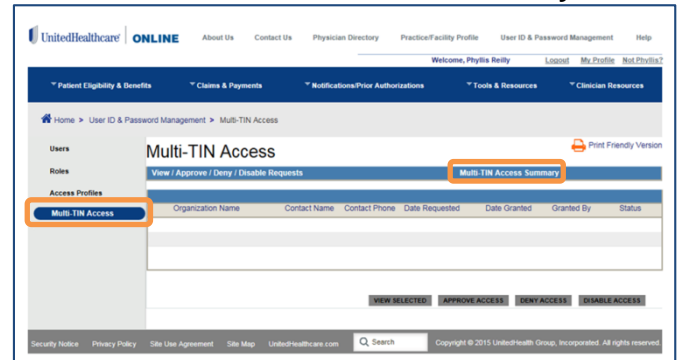 UnitedHealthcare ONLINE About Us Contact Us Physician Directory Practice/Facility Profile User ID & Password Management Help
Welcome, Phyllis Reilly Logout My Profile Not Phyllis?
Patient Eligibility & Benefits Claims & Payments Notifications/Prior Authorizations Tools & Resources Clinician Resources
Home > User ID & Password Management > Multi-TIN Access
Users Multi-TIN Access Print Friendly Version
Roles View / Approve / Deny / Disable Requests Multi-TIN Access Summary
Access Profiles
Multi-TIN Access Organization Name Contact Name Contact Phone Date Requested Date Granted Granted By Status
VIEW SELECTED APPROVE ACCESS DENY ACCESS DISABLE ACCESS
Security Notice Privacy Policy Site Use Agreement Site Map UnitedHealthcare.com Search Copyright © 2015 UnitedHealth Group, Incorporated. All rights reserved.